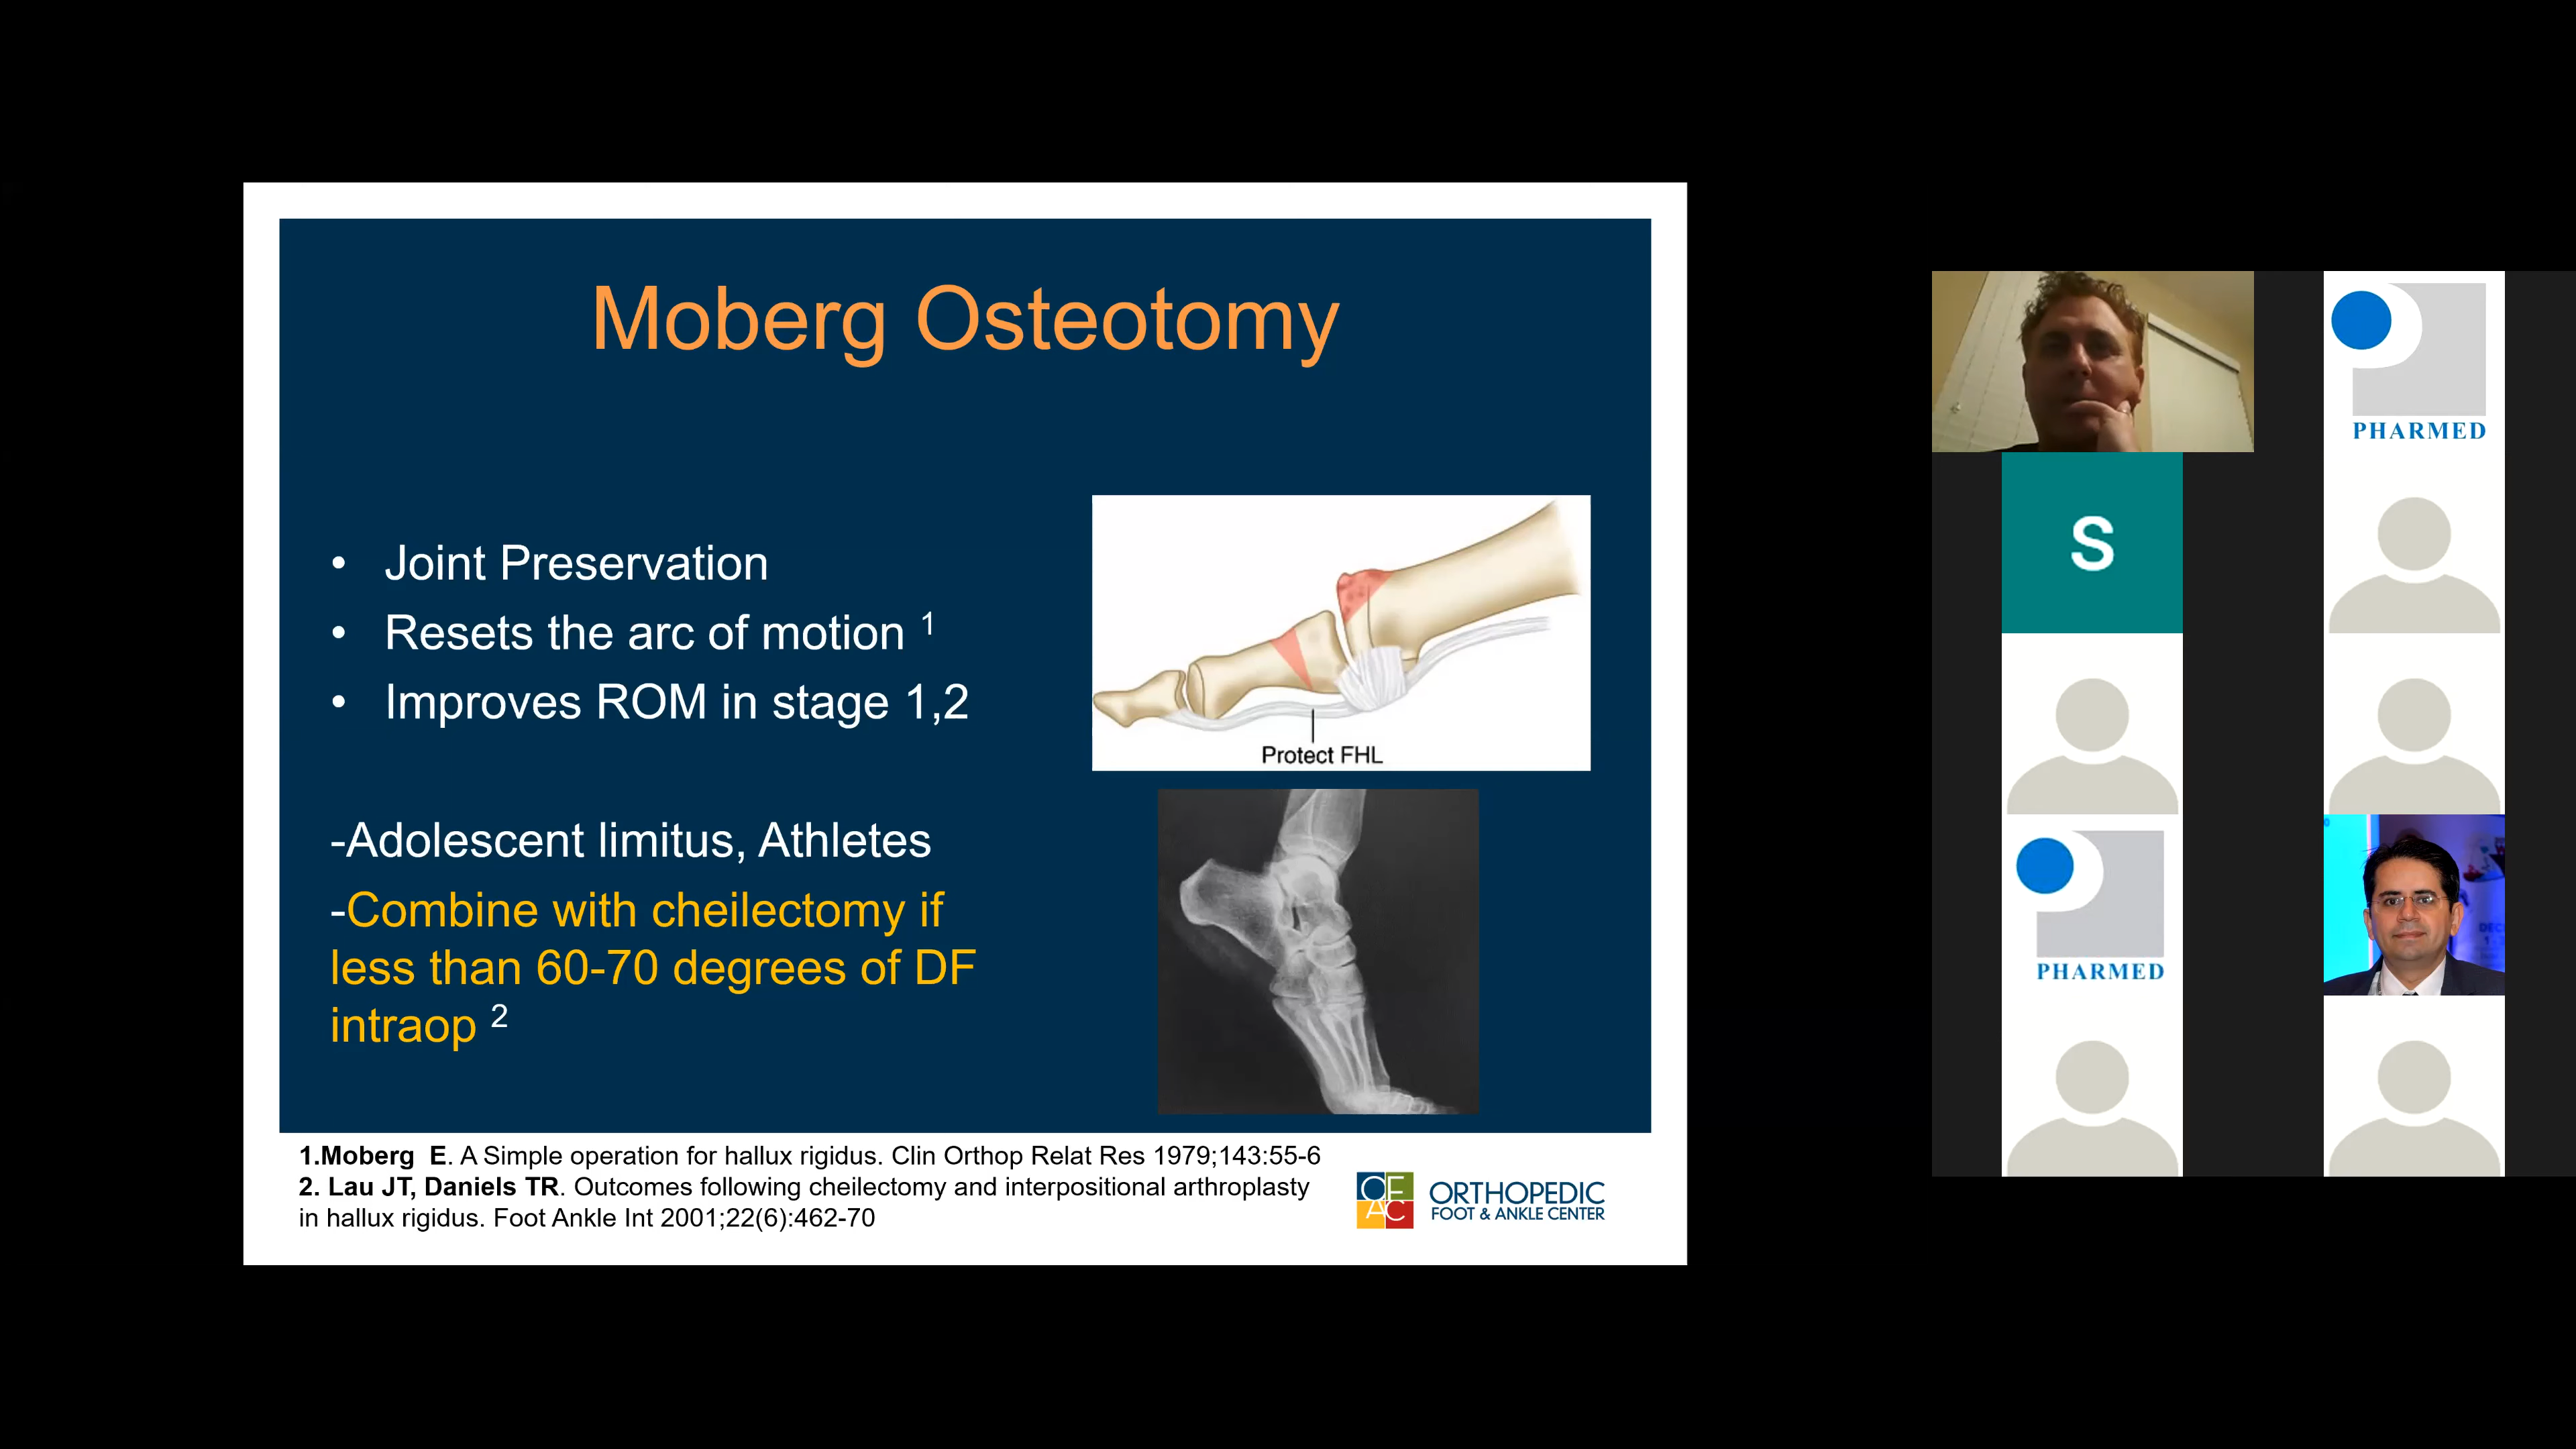 Moberg Osteotomy
• Joint Preservation
• Resets the arc of motion 1
• Improves ROM in stage 1,2
-Adolescent limitus, Athletes
-Combine with cheilectomy if
less than 60-70 degrees of DF
intraop 2
Protect FHL
1.Moberg E. A Simple operation for hallux rigidus. Clin Orthop Relat Res 1979;143:55-6
2. Lau JT, Daniels TR. Outcomes following cheilectomy and interpositional arthroplasty
in hallux rigidus. Foot Ankle Int 2001;22(6):462-70
OF
AC
ORTHOPEDIC
FOOT & ANKLE CENTER
PHARMED
S
PHARMED